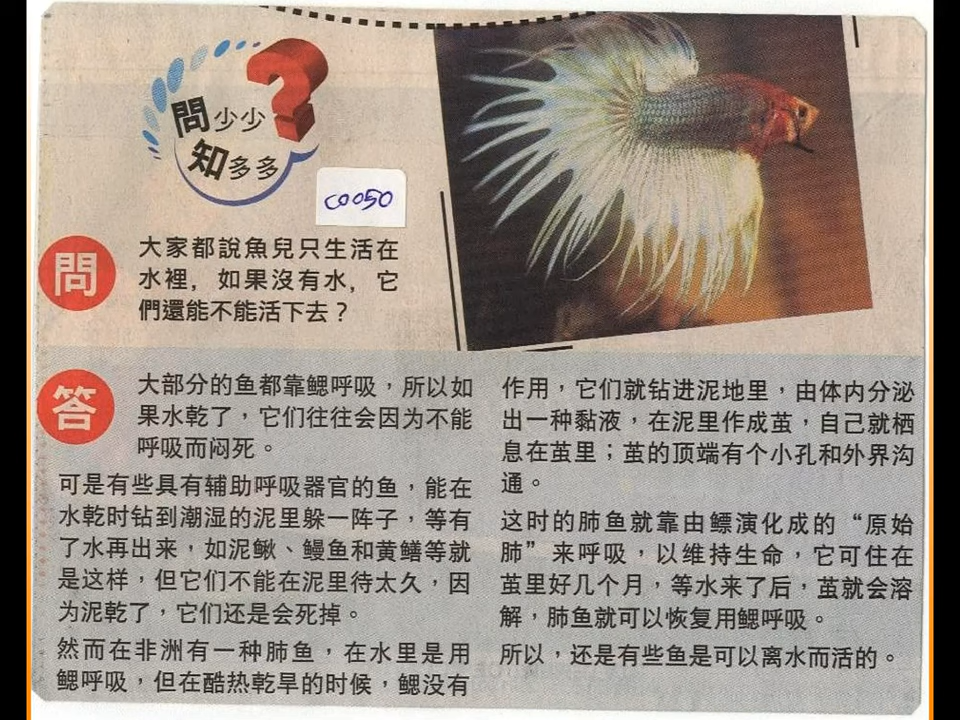 問少少
知多多
C0050
問
大家都說魚兒只生活在
水裡，如果沒有水，它
們還能不能活下去？
答
大部分的鱼都靠鳃呼吸，所以如
果水乾了，它们往往会因为不能
呼吸而闷死。
可是有些具有辅助呼吸器官的鱼，能在
水乾时钻到潮湿的泥里躲一阵子，等有
了水再出来，如泥鳅、鳗鱼和黄鳝等就
是这样，但它们不能在泥里待太久，因
为泥乾了，它们还是会死掉。
然而在非洲有一种肺鱼，在水里是用
鳃呼吸，但在酷热乾旱的时候，鳃没有
作用，它们就钻进泥地里，由体内分泌
出一种黏液，在泥里作成茧，自己就栖
息在茧里；茧的顶端有个小孔和外界沟
通。
这时的肺鱼就靠由鳔演化成的“原始
肺”来呼吸，以维持生命，它可住在
茧里好几个月，等水来了后，茧就会溶
解，肺鱼就可以恢复用鳃呼吸。
所以，还是有些鱼是可以离水而活的。